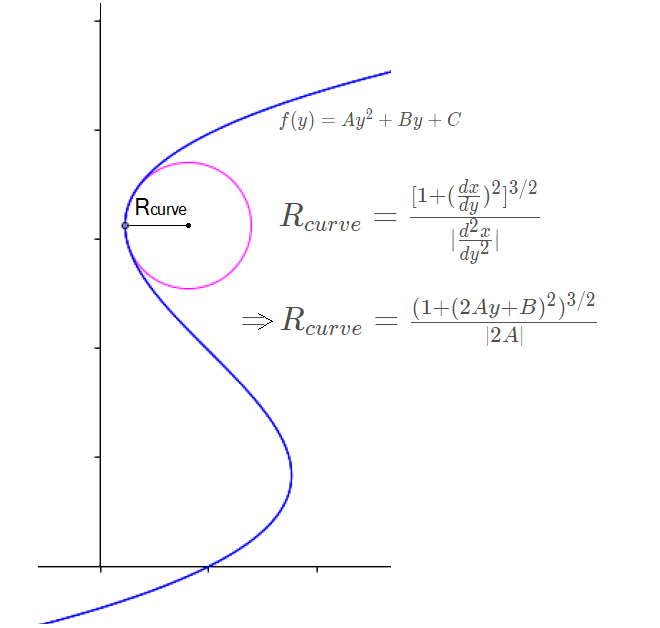 f(y) = Ay² + By + C
Rcurve
R_curve = [1+(dx/dy)²]^3/2 / |d²x/dy²|
⇒ R_curve = (1+(2Ay+B)²)^3/2 / |2A|